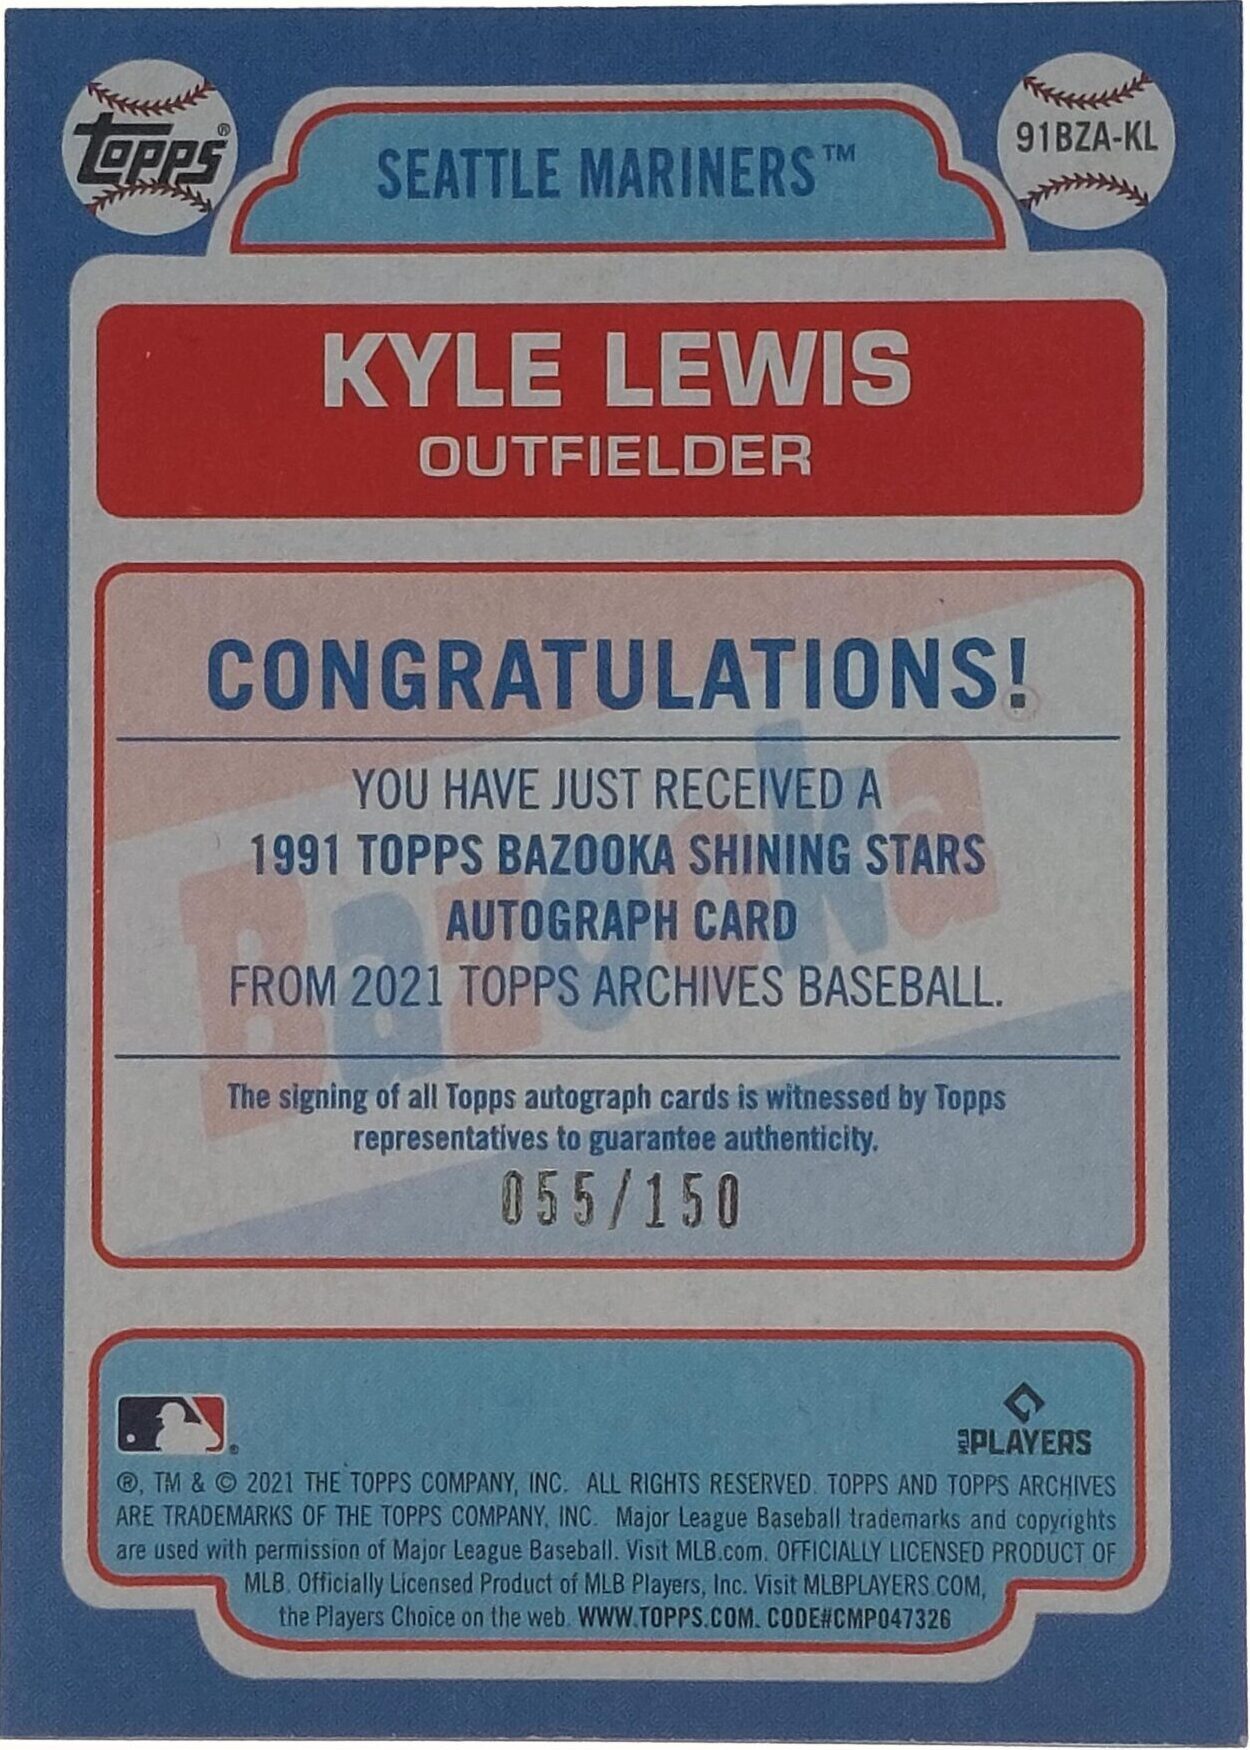 Topps®
SEATTLE MARINERS™
91BZA-KL
KYLE LEWIS
OUTFIELDER
CONGRATULATIONS!
YOU HAVE JUST RECEIVED A
1991 TOPPS BAZOOKA SHINING STARS
AUTOGRAPH CARD
FROM 2021 TOPPS ARCHIVES BASEBALL.
Bazooka
The signing of all Topps autograph cards is witnessed by Topps
representatives to guarantee authenticity.
055/150
MLB PLAYERS
®, TM & © 2021 THE TOPPS COMPANY, INC. ALL RIGHTS RESERVED. TOPPS AND TOPPS ARCHIVES
ARE TRADEMARKS OF THE TOPPS COMPANY, INC. Major League Baseball trademarks and copyrights
are used with permission of Major League Baseball. Visit MLB.com. OFFICIALLY LICENSED PRODUCT OF
MLB. Officially Licensed Product of MLB Players, Inc. Visit MLBPLAYERS.COM,
the Players Choice on the web. WWW.TOPPS.COM. CODE#CMP047326